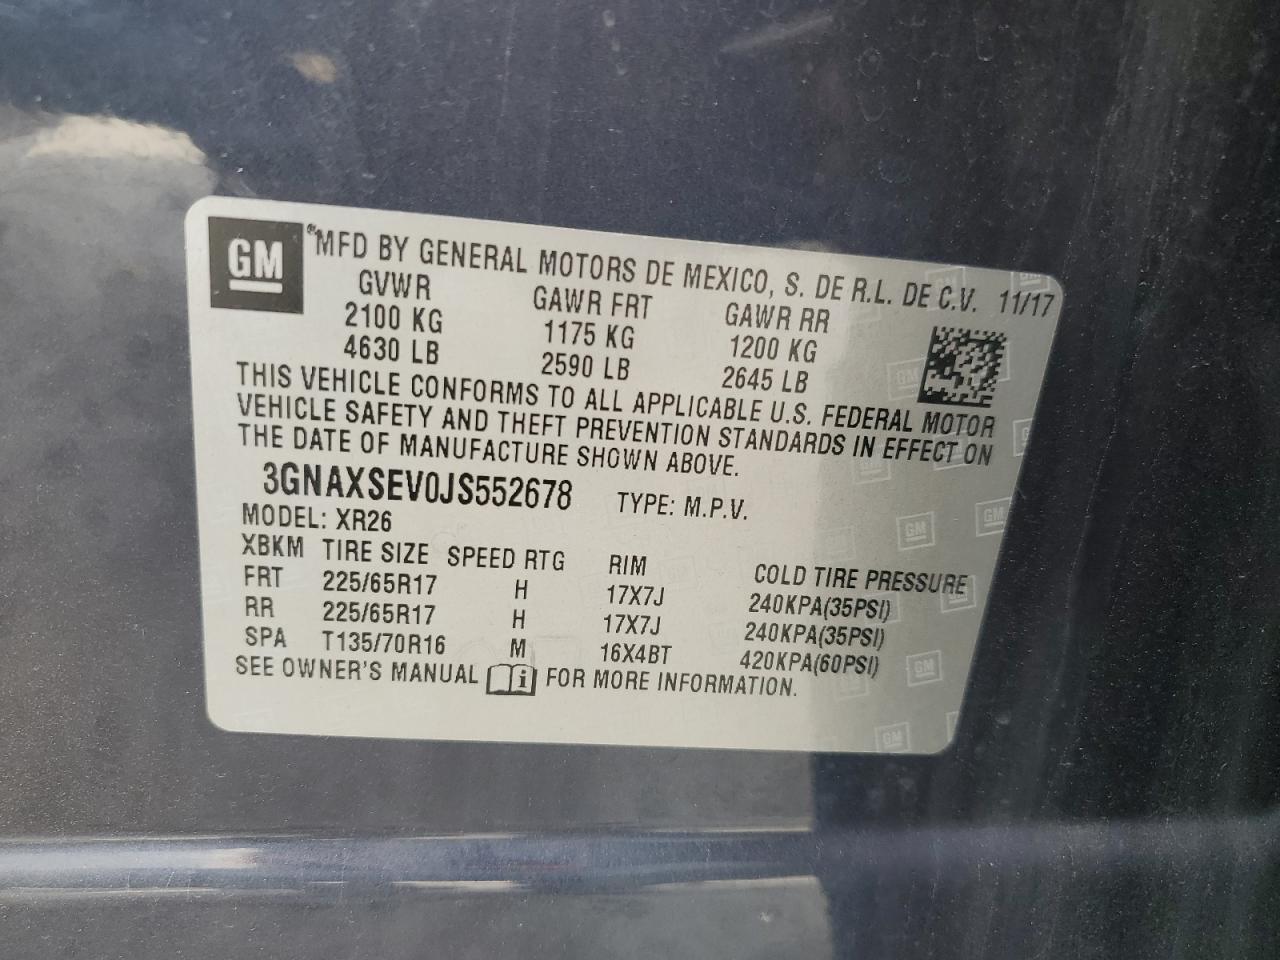 GM ® MFD BY GENERAL MOTORS DE MEXICO, S. DE R.L. DE C.V. 11/17
GVWR GAWR FRT GAWR RR
2100 KG 1175 KG 1200 KG
4630 LB 2590 LB 2645 LB
THIS VEHICLE CONFORMS TO ALL APPLICABLE U.S. FEDERAL MOTOR
VEHICLE SAFETY AND THEFT PREVENTION STANDARDS IN EFFECT ON
THE DATE OF MANUFACTURE SHOWN ABOVE.
3GNAXSEV0JS552678 TYPE: M.P.V.
MODEL: XR26
XBKM TIRE SIZE SPEED RTG RIM COLD TIRE PRESSURE
FRT 225/65R17 H 17X7J 240KPA(35PSI)
RR 225/65R17 H 17X7J 240KPA(35PSI)
SPA T135/70R16 M 16X4BT 420KPA(60PSI)
SEE OWNER'S MANUAL i FOR MORE INFORMATION.